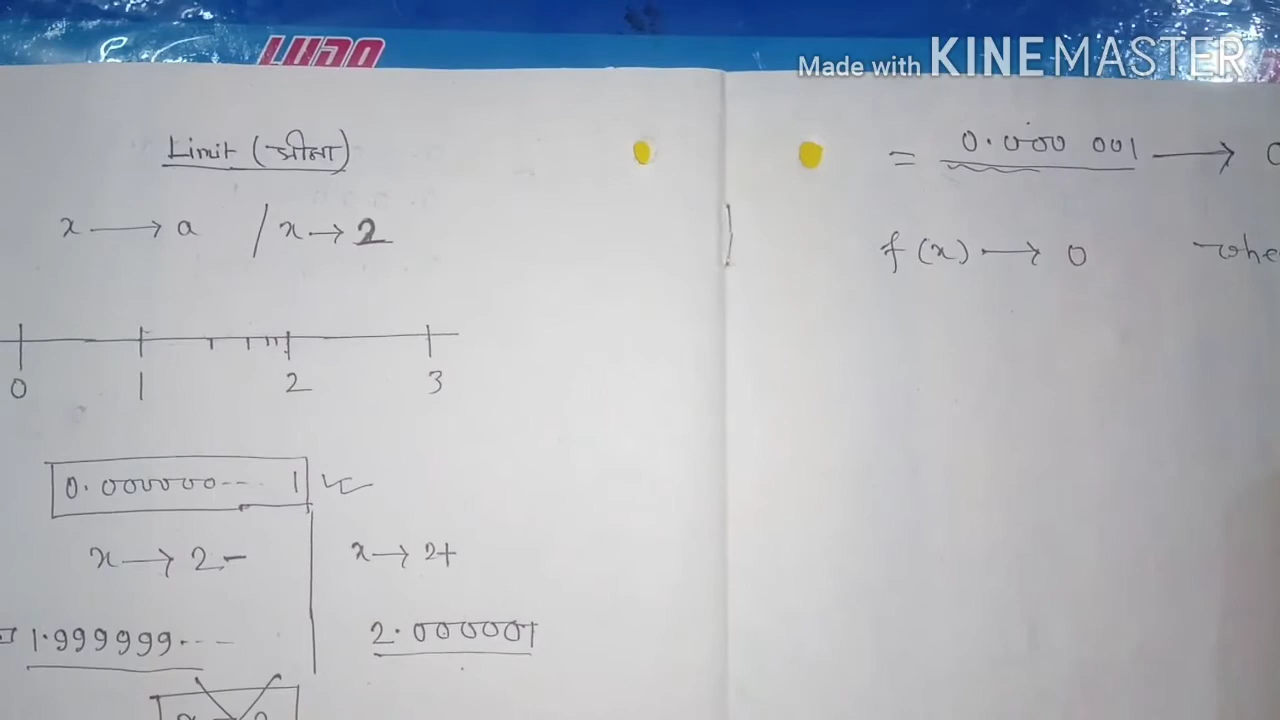 LUDO
Made with KINEMASTER
Limit (सीमा)
x → a / x → 2
0 1 2 3
0.000000-- 1
x → 2-
x → 2+
1.999999---
2.000001
= 0.000 001 →
f(x) → 0